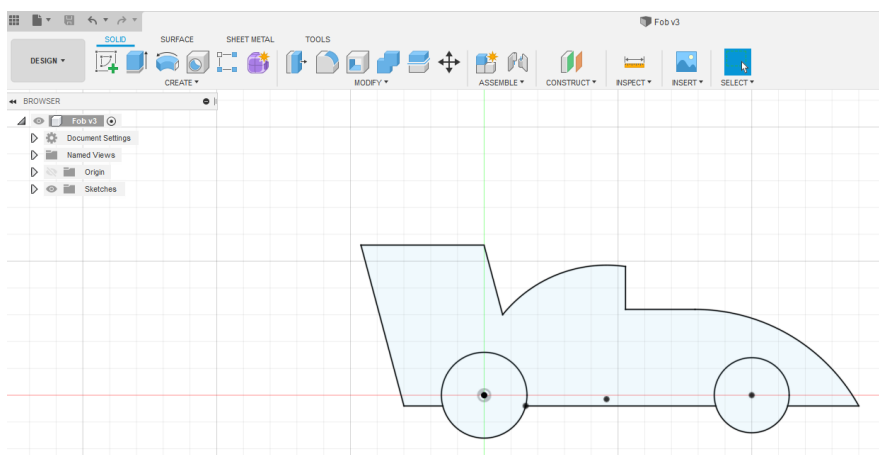 Fob v3
SOLID SURFACE SHEET METAL TOOLS
DESIGN ▾
CREATE ▾ MODIFY ▾ ASSEMBLE ▾ CONSTRUCT ▾ INSPECT ▾ INSERT ▾ SELECT ▾
BROWSER
Fob v3
Document Settings
Named Views
Origin
Sketches